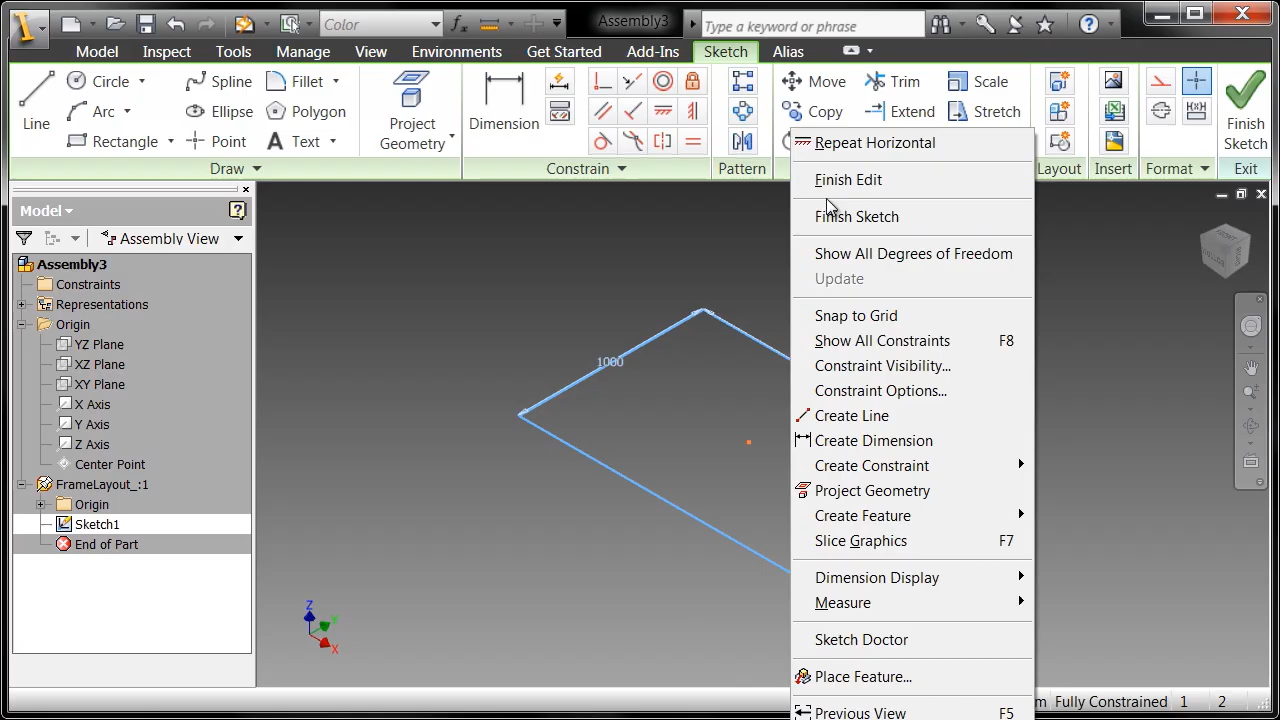 Color
Assembly3
Type a keyword or phrase
Model Inspect Tools Manage View Environments Get Started Add-Ins Sketch Alias
Line
Circle
Arc
Rectangle
Spline
Ellipse
Point
Fillet
Polygon
Text
Project
Geometry
Draw
Dimension
Constrain
Pattern
Move
Copy
Trim
Extend
Scale
Stretch
Layout
Insert
Format
Finish
Sketch
Exit
Model
Assembly View
Assembly3
Constraints
Representations
Origin
YZ Plane
XZ Plane
XY Plane
X Axis
Y Axis
Z Axis
Center Point
FrameLayout_:1
Origin
Sketch1
End of Part
1000
Z
Y
X
Repeat Horizontal
Finish Edit
Finish Sketch
Show All Degrees of Freedom
Update
Snap to Grid
Show All Constraints F8
Constraint Visibility...
Constraint Options...
Create Line
Create Dimension
Create Constraint
Project Geometry
Create Feature
Slice Graphics F7
Dimension Display
Measure
Sketch Doctor
Place Feature...
Previous View F5
Fully Constrained 1 2